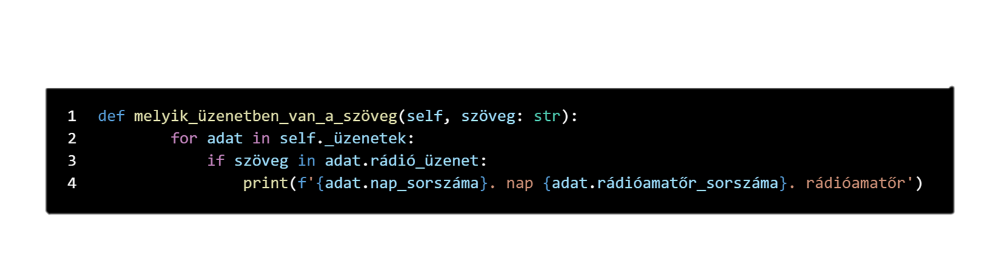 1 def melyik_üzenetben_van_a_szöveg(self, szöveg: str):
2 for adat in self._üzenetek:
3 if szöveg in adat.rádió_üzenet:
4 print(f'{adat.nap_sorszáma}. nap {adat.rádióamatőr_sorszáma}. rádióamatőr')